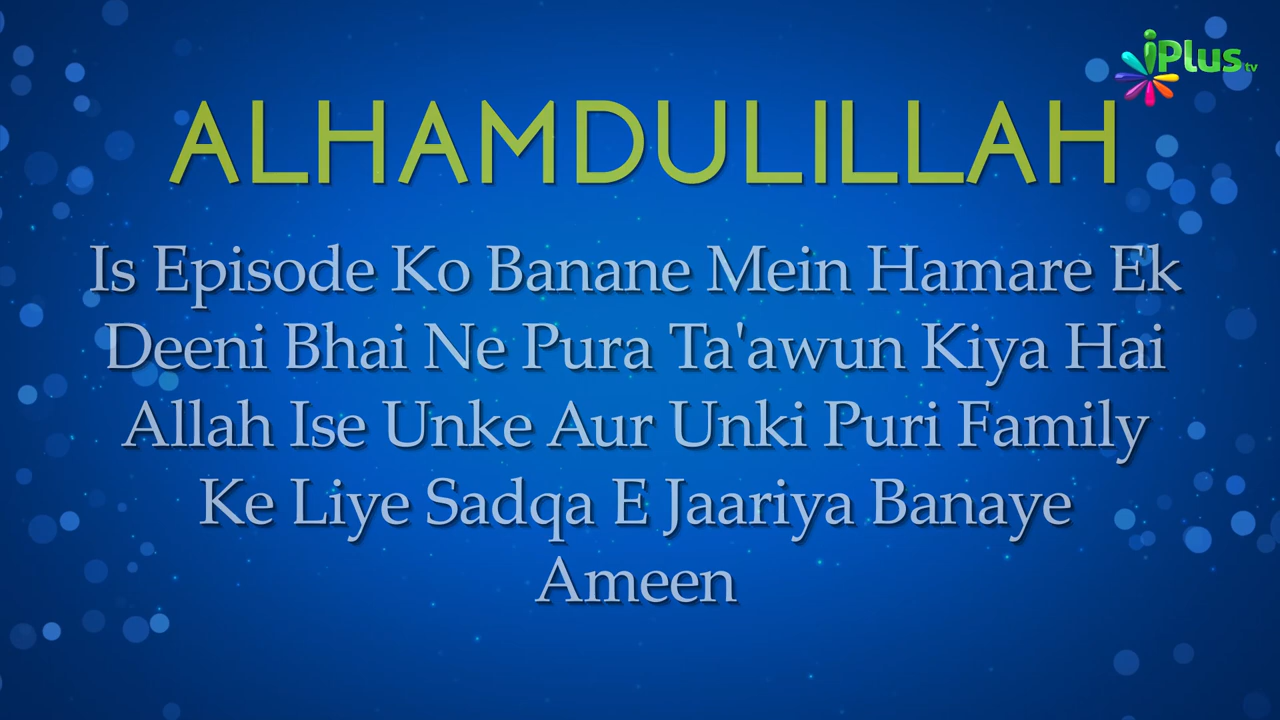 iPlus tv
ALHAMDULILLAH
Is Episode Ko Banane Mein Hamare Ek
Deeni Bhai Ne Pura Ta'awun Kiya Hai
Allah Ise Unke Aur Unki Puri Family
Ke Liye Sadqa E Jaariya Banaye
Ameen